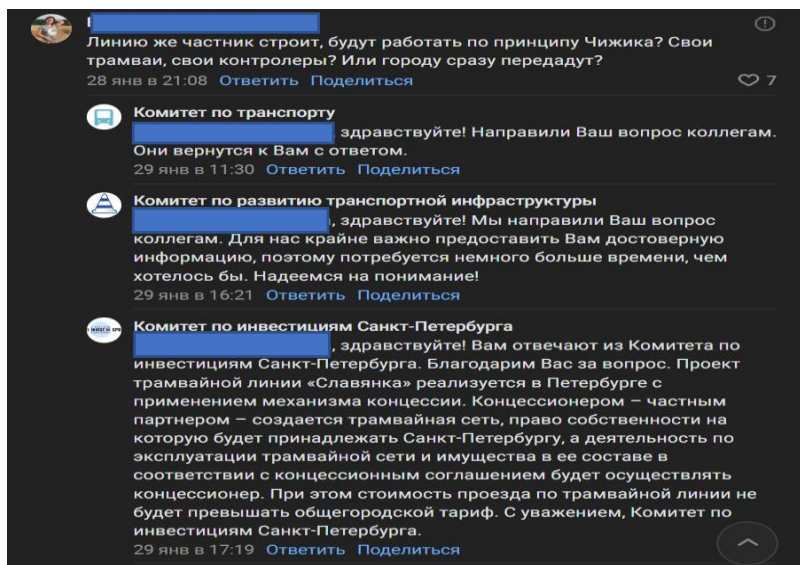 Линию же частник строит, будут работать по принципу Чижика? Свои
трамваи, свои контролеры? Или городу сразу передадут?
28 янв в 21:08 Ответить Поделиться 7
Комитет по транспорту
, здравствуйте! Направили Ваш вопрос коллегам.
Они вернутся к Вам с ответом.
29 янв в 11:30 Ответить Поделиться
Комитет по развитию транспортной инфраструктуры
, здравствуйте! Мы направили Ваш вопрос
коллегам. Для нас крайне важно предоставить Вам достоверную
информацию, поэтому потребуется немного больше времени, чем
хотелось бы. Надеемся на понимание!
29 янв в 16:21 Ответить Поделиться
Комитет по инвестициям Санкт-Петербурга
, здравствуйте! Вам отвечают из Комитета по
инвестициям Санкт-Петербурга. Благодарим Вас за вопрос. Проект
трамвайной линии «Славянка» реализуется в Петербурге с
применением механизма концессии. Концессионером – частным
партнером – создается трамвайная сеть, право собственности на
которую будет принадлежать Санкт-Петербургу, а деятельность по
эксплуатации трамвайной сети и имущества в ее составе в
соответствии с концессионным соглашением будет осуществлять
концессионер. При этом стоимость проезда по трамвайной линии не
будет превышать общегородской тариф. С уважением, Комитет по
инвестициям Санкт-Петербурга.
29 янв в 17:19 Ответить Поделиться